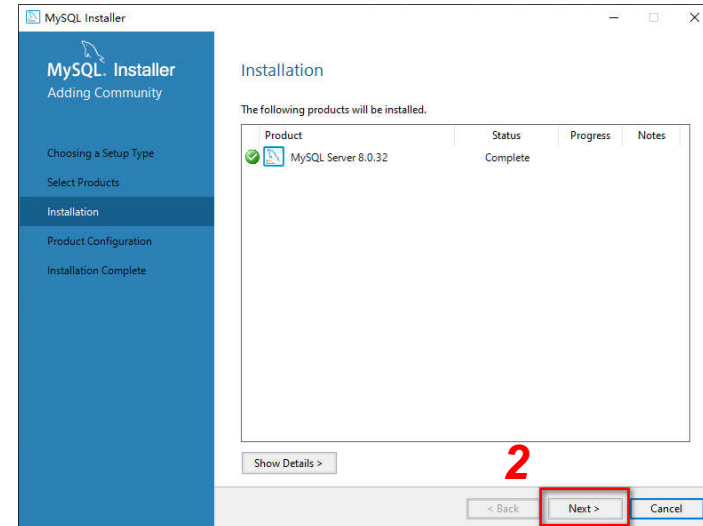 MySQL Installer
MySQL. Installer
Adding Community
Choosing a Setup Type
Select Products
Installation
Product Configuration
Installation Complete
Installation
The following products will be installed.
Product Status Progress Notes
MySQL Server 8.0.32 Complete
Show Details >
2
< Back Next > Cancel